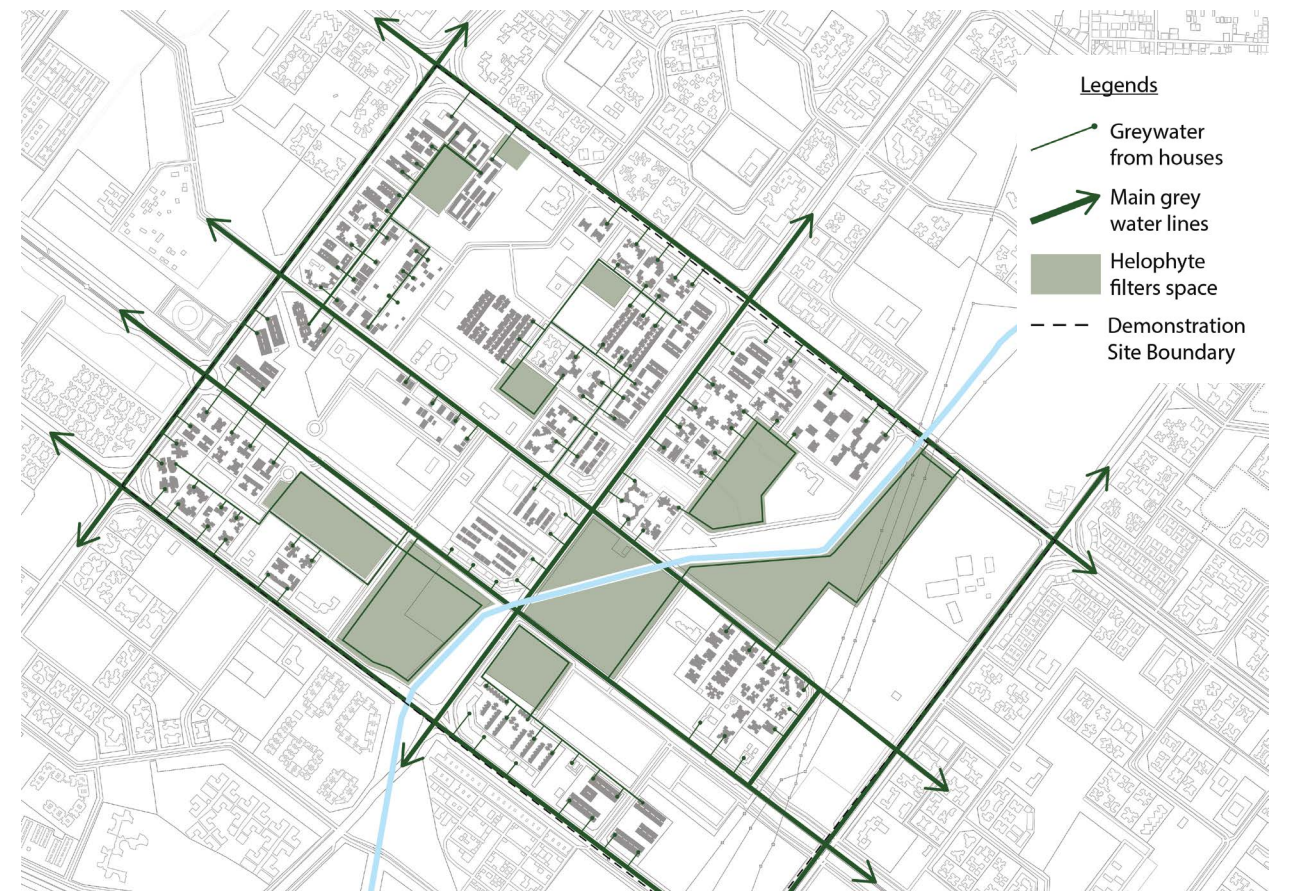 Legends
Greywater
from houses
Main grey
water lines
Helophyte
filters space
Demonstration
Site Boundary